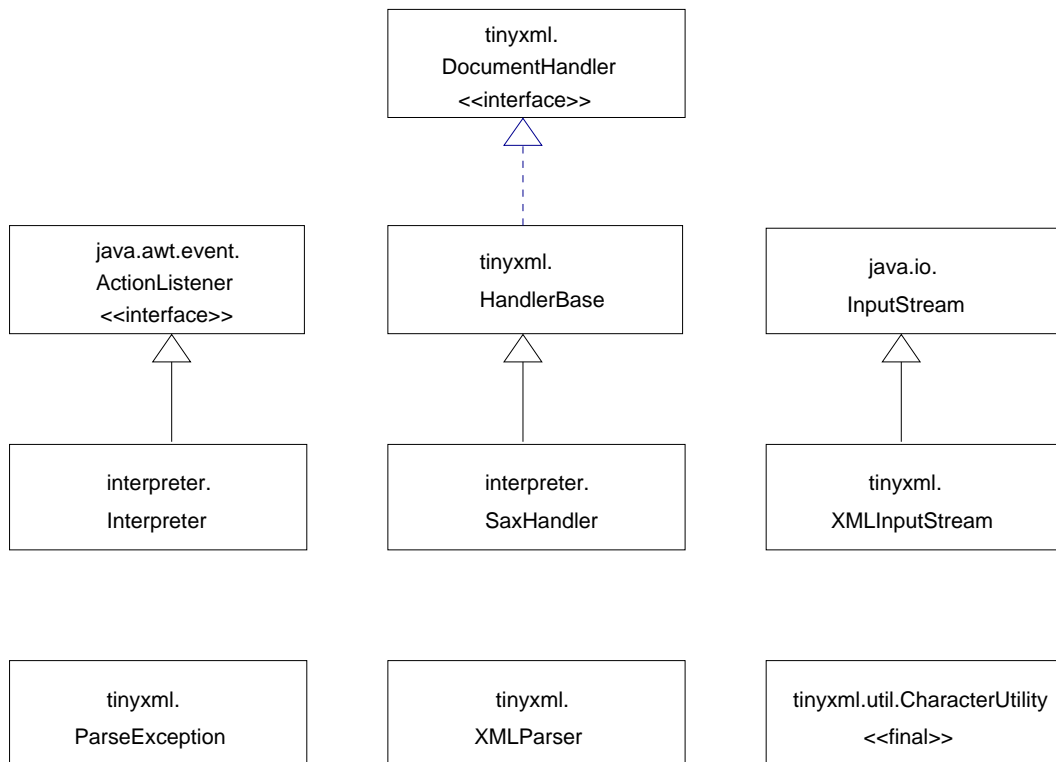 tinyxml.
DocumentHandler
<<interface>>
java.awt.event.
ActionListener
<<interface>>
tinyxml.
HandlerBase
java.io.
InputStream
interpreter.
Interpreter
interpreter.
SaxHandler
tinyxml.
XMLInputStream
tinyxml.
ParseException
tinyxml.
XMLParser
tinyxml.util.CharacterUtility
<<final>>